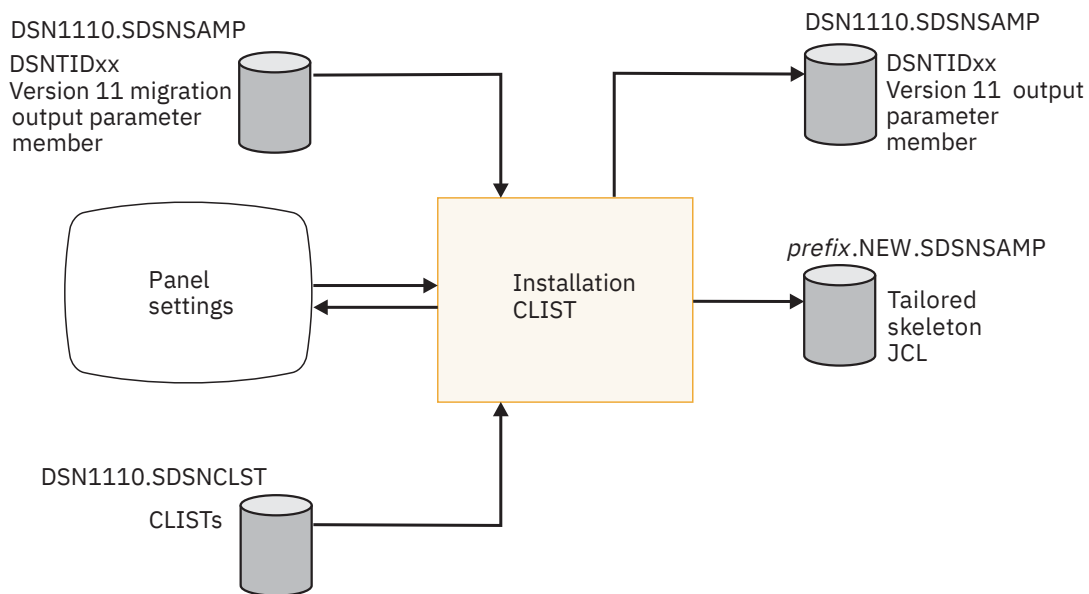 DSN1110.SDSNSAMP
DSNTIDxx
Version 11 migration
output parameter
member
DSN1110.SDSNSAMP
DSNTIDxx
Version 11 output
parameter
member
Panel
settings
Installation
CLIST
prefix.NEW.SDSNSAMP
Tailored
skeleton
JCL
DSN1110.SDSNCLST
CLISTs